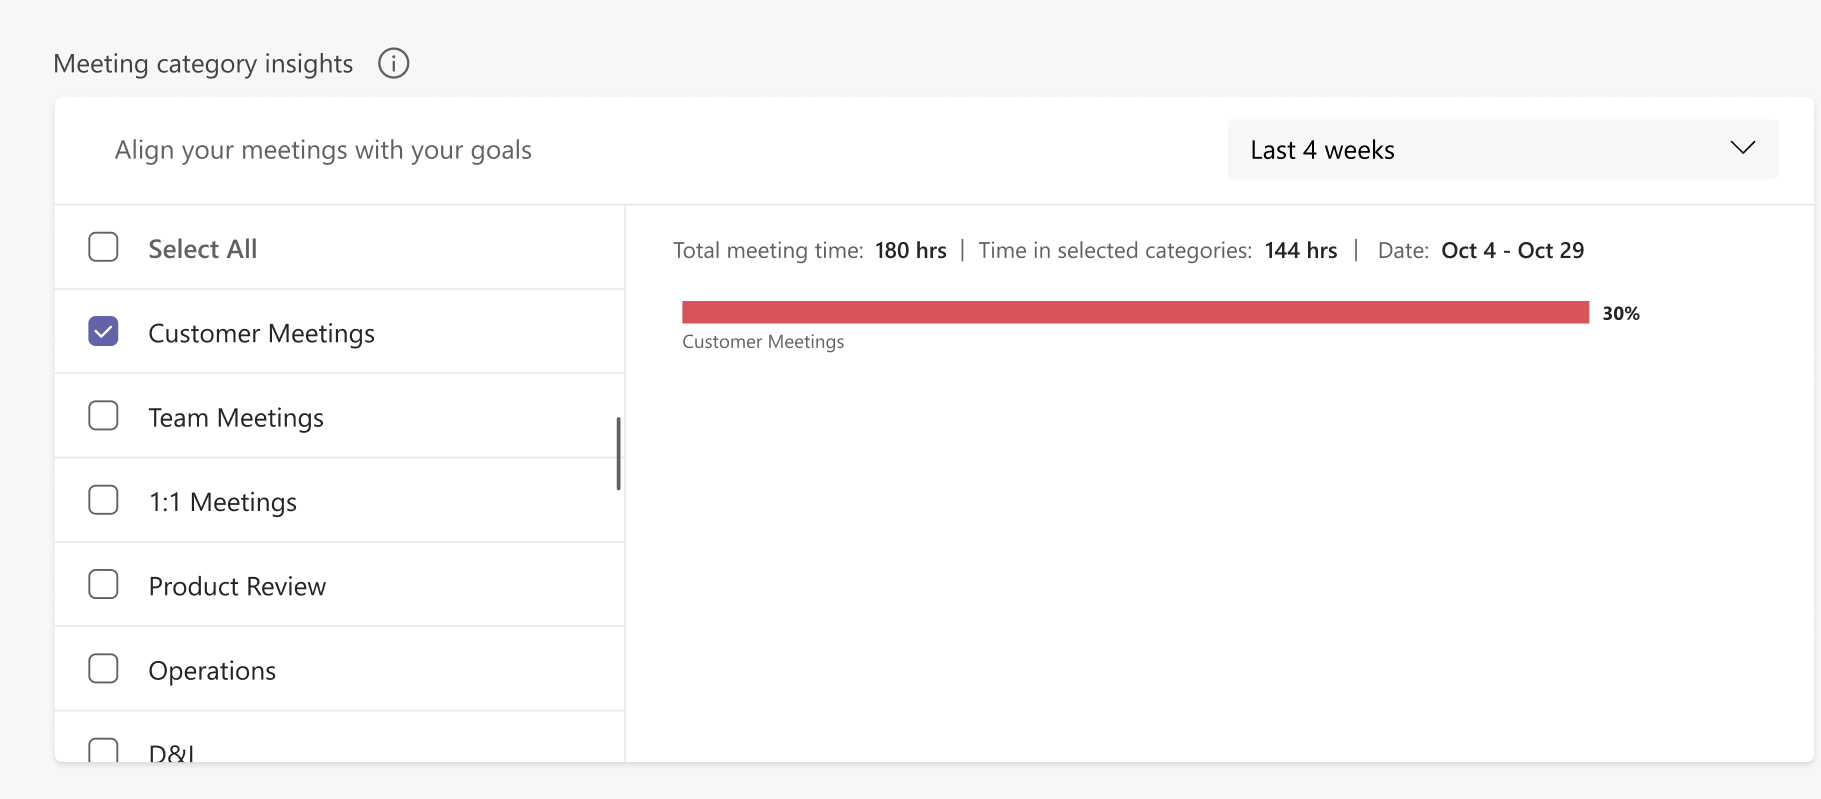 Meeting category insights
Align your meetings with your goals
Last 4 weeks
Select All
Customer Meetings
Team Meetings
1:1 Meetings
Product Review
Operations
D&I
Total meeting time: 180 hrs | Time in selected categories: 144 hrs | Date: Oct 4 - Oct 29
30%
Customer Meetings